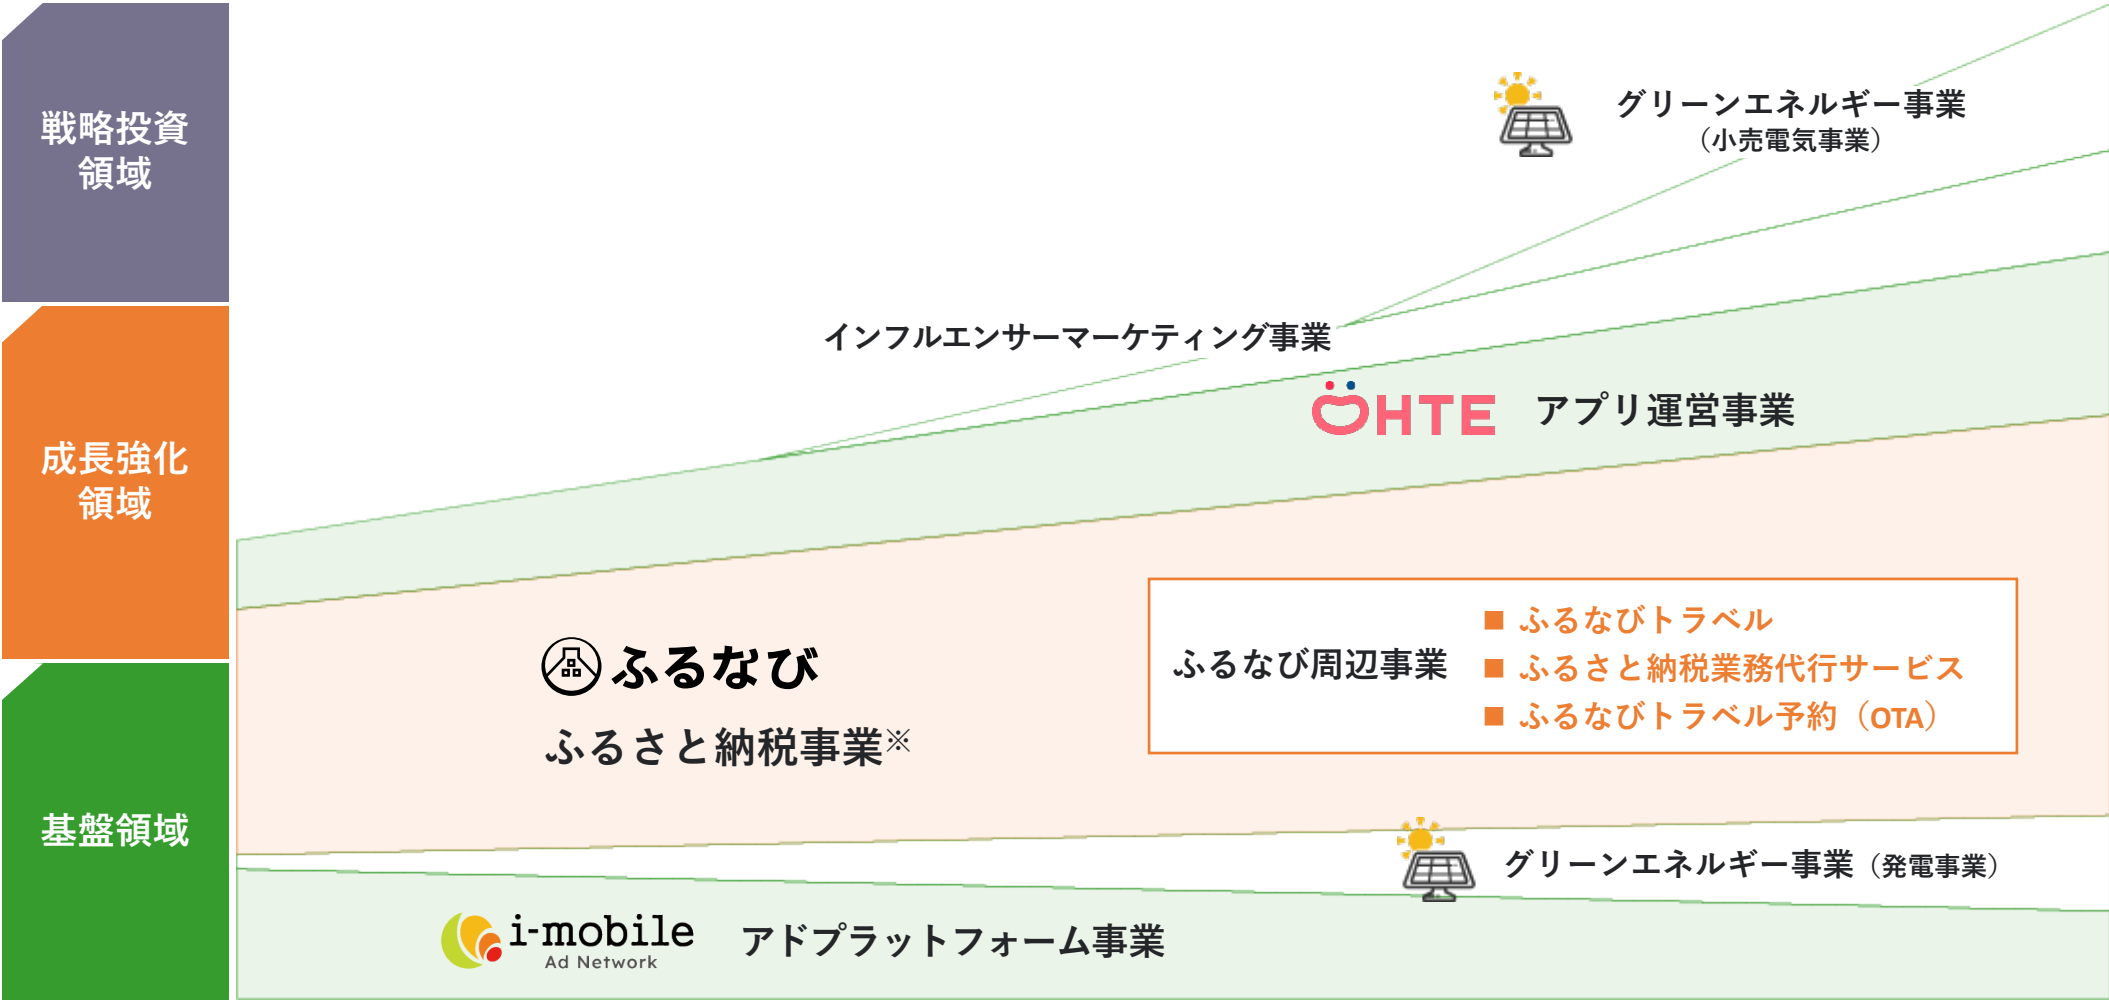 戦略投資
領域
グリーンエネルギー事業
（小売電気事業）
インフルエンサーマーケティング事業
成長強化
領域
ÖHTE アプリ運営事業
ふるなび
ふるさと納税事業※
ふるなび周辺事業
■ ふるなびトラベル
■ ふるさと納税業務代行サービス
■ ふるなびトラベル予約（OTA）
基盤領域
グリーンエネルギー事業（発電事業）
i-mobile
Ad Network
アドプラットフォーム事業